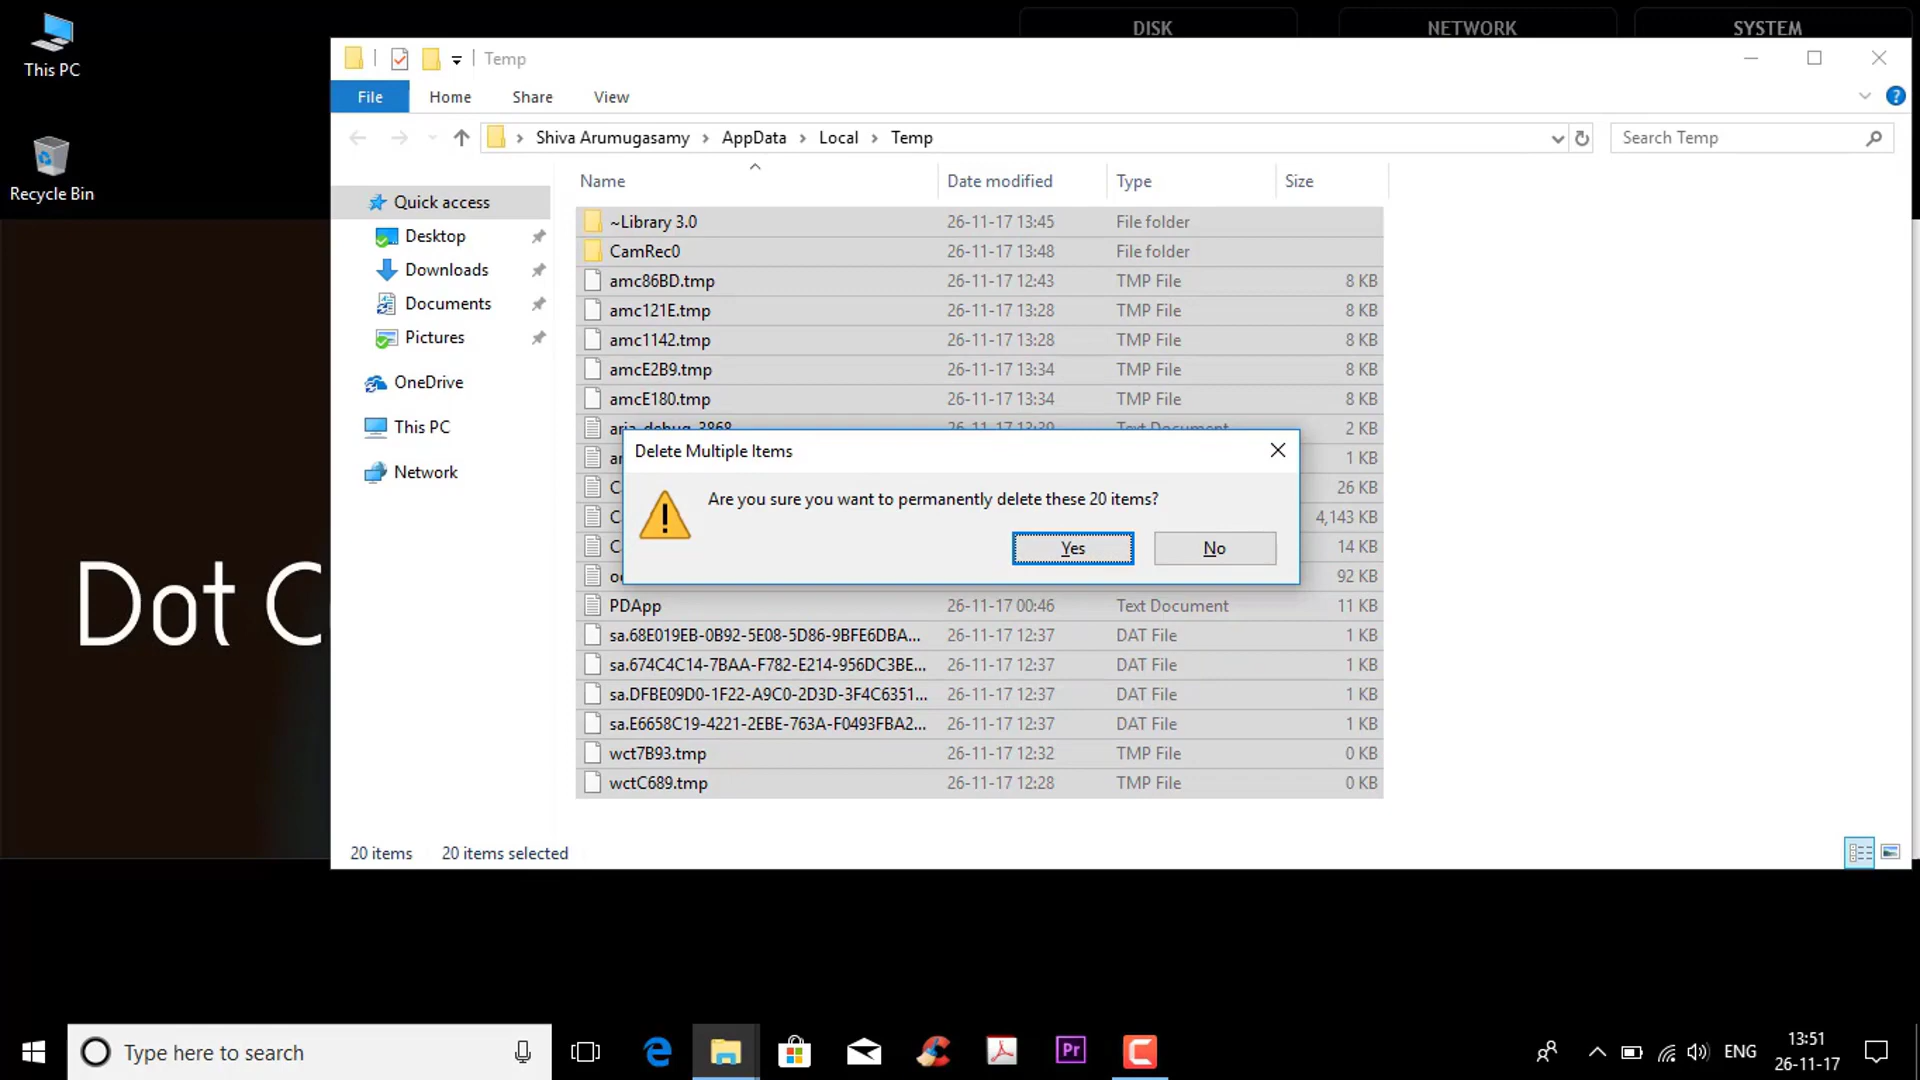 DISK NETWORK SYSTEM
This PC
Recycle Bin
Dot C
Temp
File Home Share View
Shiva Arumugasamy AppData Local Temp Search Temp
Name Date modified Type Size
Quick access
Desktop
Downloads
Documents
Pictures
OneDrive
This PC
Network
~Library 3.0 26-11-17 13:45 File folder
CamRec0 26-11-17 13:48 File folder
amc86BD.tmp 26-11-17 12:43 TMP File 8 KB
amc121E.tmp 26-11-17 13:28 TMP File 8 KB
amc1142.tmp 26-11-17 13:28 TMP File 8 KB
amcE2B9.tmp 26-11-17 13:34 TMP File 8 KB
amcE180.tmp 26-11-17 13:34 TMP File 8 KB
aria-debug-3868 26-11-17 13:39 Text Document 2 KB
1 KB
26 KB
4,143 KB
14 KB
92 KB
Delete Multiple Items
Are you sure you want to permanently delete these 20 items?
Yes No
PDApp 26-11-17 00:46 Text Document 11 KB
sa.68E019EB-0B92-5E08-5D86-9BFE6DBA... 26-11-17 12:37 DAT File 1 KB
sa.674C4C14-7BAA-F782-E214-956DC3BE... 26-11-17 12:37 DAT File 1 KB
sa.DFBE09D0-1F22-A9C0-2D3D-3F4C6351... 26-11-17 12:37 DAT File 1 KB
sa.E6658C19-4221-2EBE-763A-F0493FBA2... 26-11-17 12:37 DAT File 1 KB
wct7B93.tmp 26-11-17 12:32 TMP File 0 KB
wctC689.tmp 26-11-17 12:28 TMP File 0 KB
20 items 20 items selected
Type here to search
Pr
ENG
13:51
26-11-17